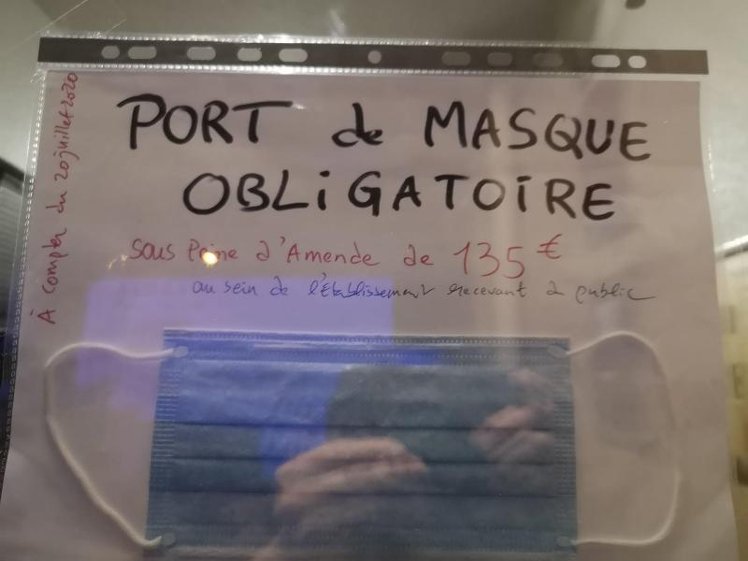 PORT de MASQUE
OBLiGATOiRE
sous Peine d'Amende de 135 €
au sein de l'Établissement recevant à public
À compter du 20 juillet 2020